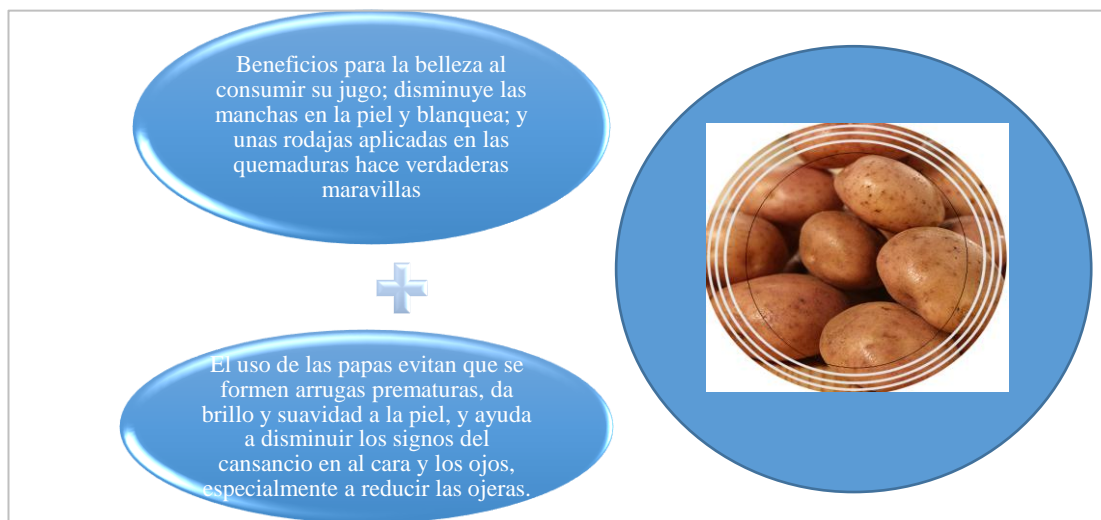 Beneficios para la belleza al
consumir su jugo; disminuye las
manchas en la piel y blanquea; y
unas rodajas aplicadas en las
quemaduras hace verdaderas
maravillas
El uso de las papas evitan que se
formen arrugas prematuras, da
brillo y suavidad a la piel, y ayuda
a disminuir los signos del
cansancio en al cara y los ojos,
especialmente a reducir las ojeras.